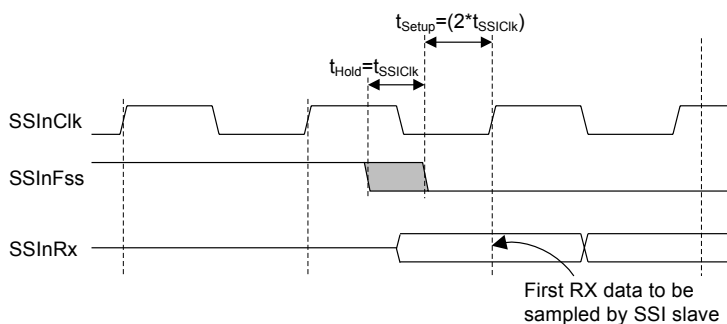 tSetup=(2*tSSIClk)
tHold=tSSIClk
SSInClk
SSInFss
SSInRx
First RX data to be
sampled by SSI slave